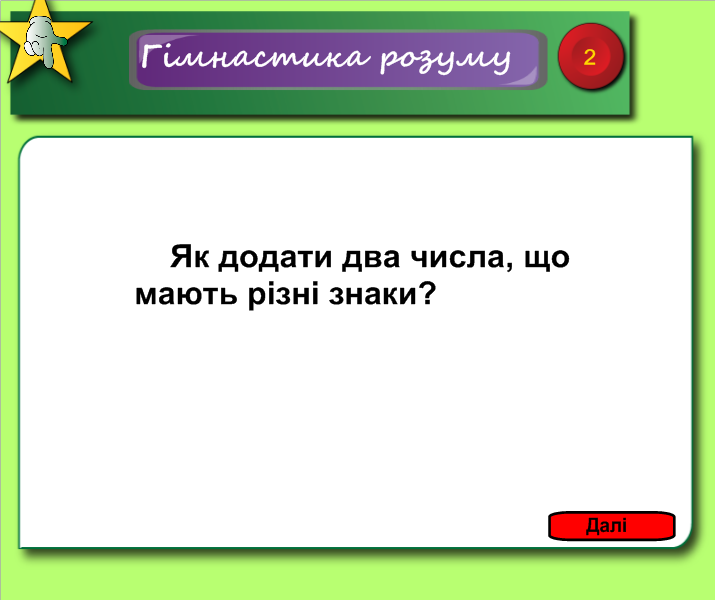 Гімнастика розуму
2
Як додати два числа, що
мають різні знаки?
Далі